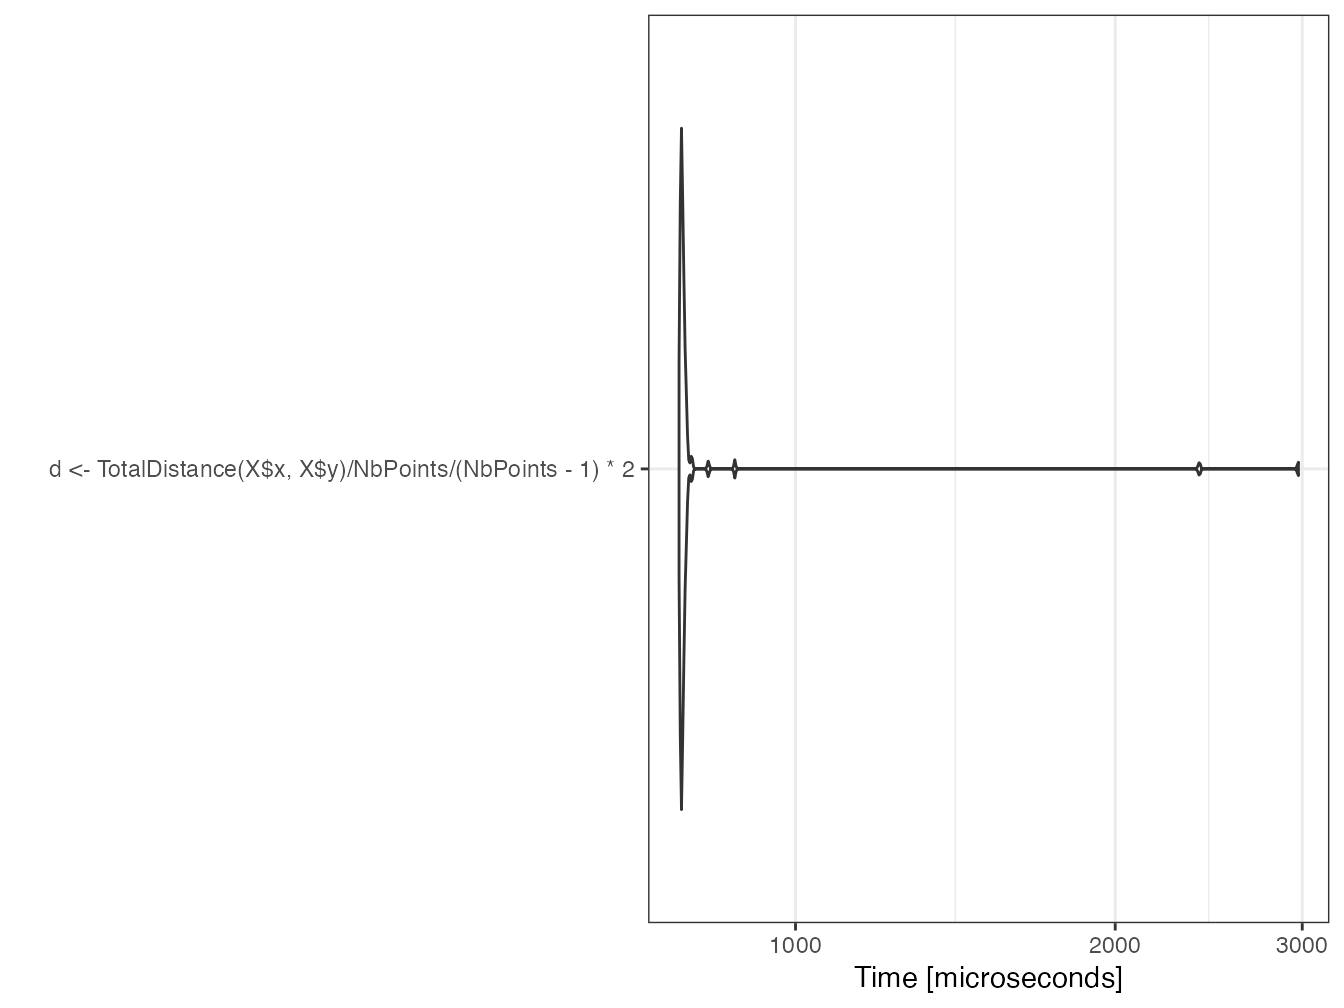 d <- TotalDistance(X$x, X$y)/NbPoints/(NbPoints - 1) * 2
1000 2000 3000
Time [microseconds]